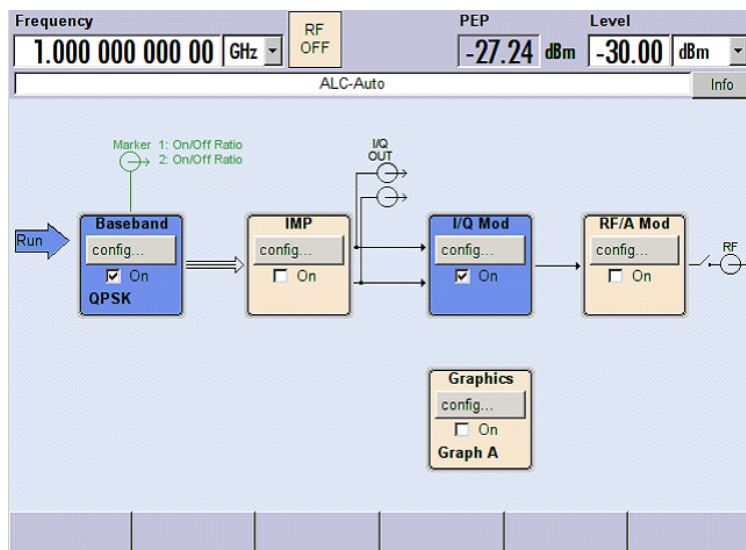 Frequency
RF OFF
PEP
Level
1.000 000 000 00 GHz
-27.24 dBm
-30.00 dBm
ALC-Auto
Info
Marker 1: On/Off Ratio
2: On/Off Ratio
I/Q
OUT
Run
Baseband
config...
On
QPSK
IMP
config...
On
I/Q Mod
config...
On
RF/A Mod
config...
On
RF
Graphics
config...
On
Graph A